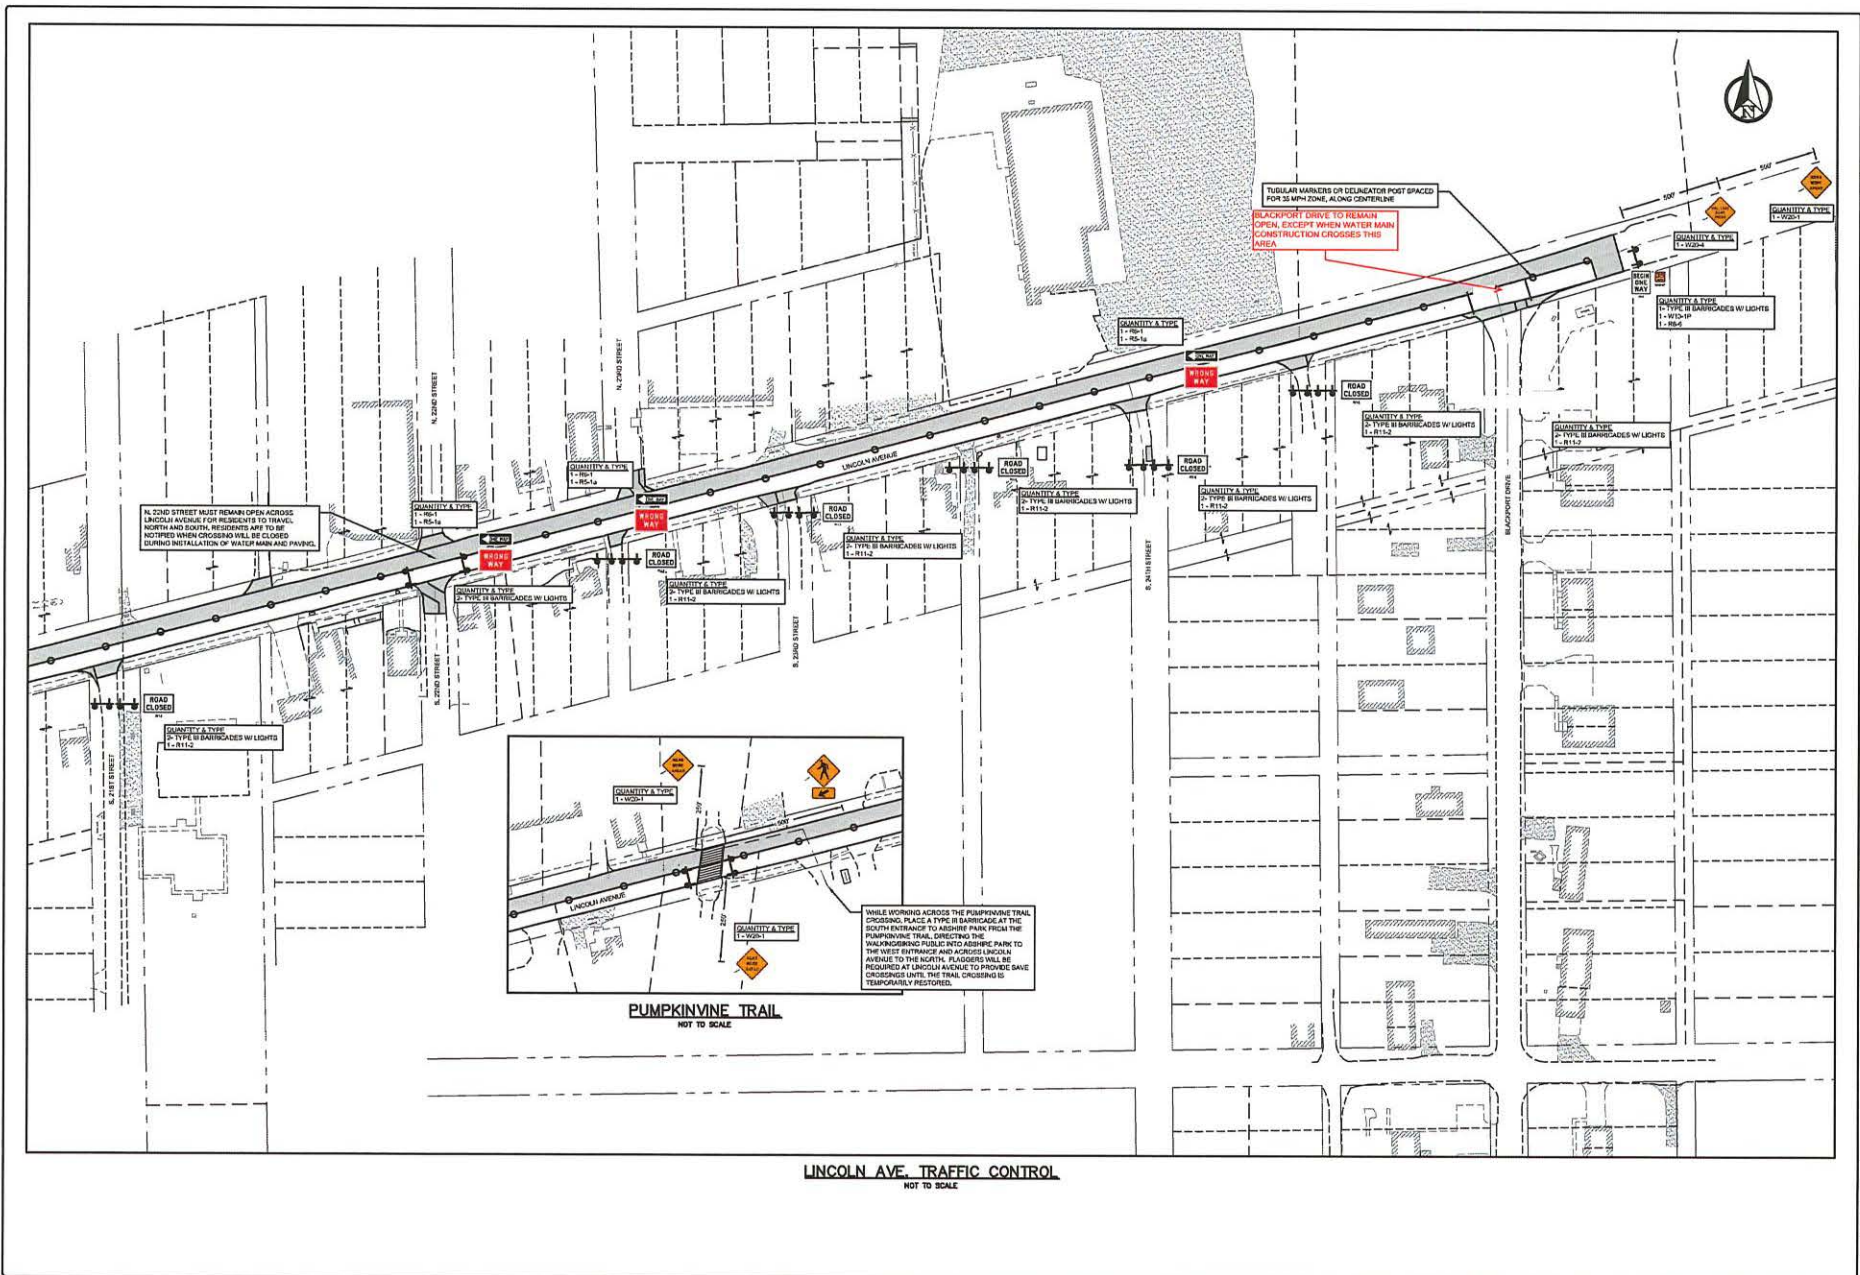 N
500'
500'
TUBULAR MARKERS OR DELINEATOR POST SPACED
FOR 35 MPH ZONE, ALONG CENTERLINE
BLACKPORT DRIVE TO REMAIN
OPEN, EXCEPT WHEN WATER MAIN
CONSTRUCTION CROSSES THIS
AREA
QUANTITY & TYPE
1 - W20-1
QUANTITY & TYPE
1 - W20-4
BEGIN
ONE
WAY
QUANTITY & TYPE
1- TYPE III BARRICADES W/ LIGHTS
1 - W13-1P
1 - R6-6
QUANTITY & TYPE
1 - R6-1
1 - R5-1a
ONE WAY
WRONG
WAY
ROAD
CLOSED
QUANTITY & TYPE
2- TYPE III BARRICADES W/ LIGHTS
1 - R11-2
QUANTITY & TYPE
2- TYPE III BARRICADES W/ LIGHTS
1 - R11-2
N. 22ND STREET
N. 23RD STREET
LINCOLN AVENUE
ROAD
CLOSED
QUANTITY & TYPE
2- TYPE III BARRICADES W/ LIGHTS
1 - R11-2
ROAD
CLOSED
QUANTITY & TYPE
2- TYPE III BARRICADES W/ LIGHTS
1 - R11-2
QUANTITY & TYPE
1 - R6-1
1 - R5-1a
ONE WAY
WRONG
WAY
ROAD
CLOSED
QUANTITY & TYPE
2- TYPE III BARRICADES W/ LIGHTS
1 - R11-2
N. 22ND STREET MUST REMAIN OPEN ACROSS
LINCOLN AVENUE FOR RESIDENTS TO TRAVEL
NORTH AND SOUTH, RESIDENTS ARE TO BE
NOTIFIED WHEN CROSSING WILL BE CLOSED
DURING INSTALLATION OF WATER MAIN AND PAVING.
QUANTITY & TYPE
1 - R6-1
1 - R5-1a
ONE WAY
WRONG
WAY
QUANTITY & TYPE
2- TYPE III BARRICADES W/ LIGHTS
ROAD
CLOSED
QUANTITY & TYPE
2- TYPE III BARRICADES W/ LIGHTS
1 - R11-2
BLACKPORT DRIVE
S. 24TH STREET
S. 23RD STREET
S. 22ND STREET
ROAD
CLOSED
QUANTITY & TYPE
2- TYPE III BARRICADES W/ LIGHTS
1 - R11-2
S. 21ST STREET
QUANTITY & TYPE
1 - W20-1
250'
500'
LINCOLN AVENUE
250'
QUANTITY & TYPE
1 - W20-1
WHILE WORKING ACROSS THE PUMPKINVINE TRAIL
CROSSING, PLACE A TYPE III BARRICADE AT THE
SOUTH ENTRANCE TO ABSHIRE PARK FROM THE
PUMPKINVINE TRAIL, DIRECTING THE
WALKING/BIKING PUBLIC INTO ABSHIRE PARK TO
THE WEST ENTRANCE AND ACROSS LINCOLN
AVENUE TO THE NORTH. FLAGGERS WILL BE
REQUIRED AT LINCOLN AVENUE TO PROVIDE SAVE
CROSSINGS UNTIL THE TRAIL CROSSING IS
TEMPORARILY RESTORED.
PUMPKINVINE TRAIL
NOT TO SCALE
LINCOLN AVE. TRAFFIC CONTROL
NOT TO SCALE